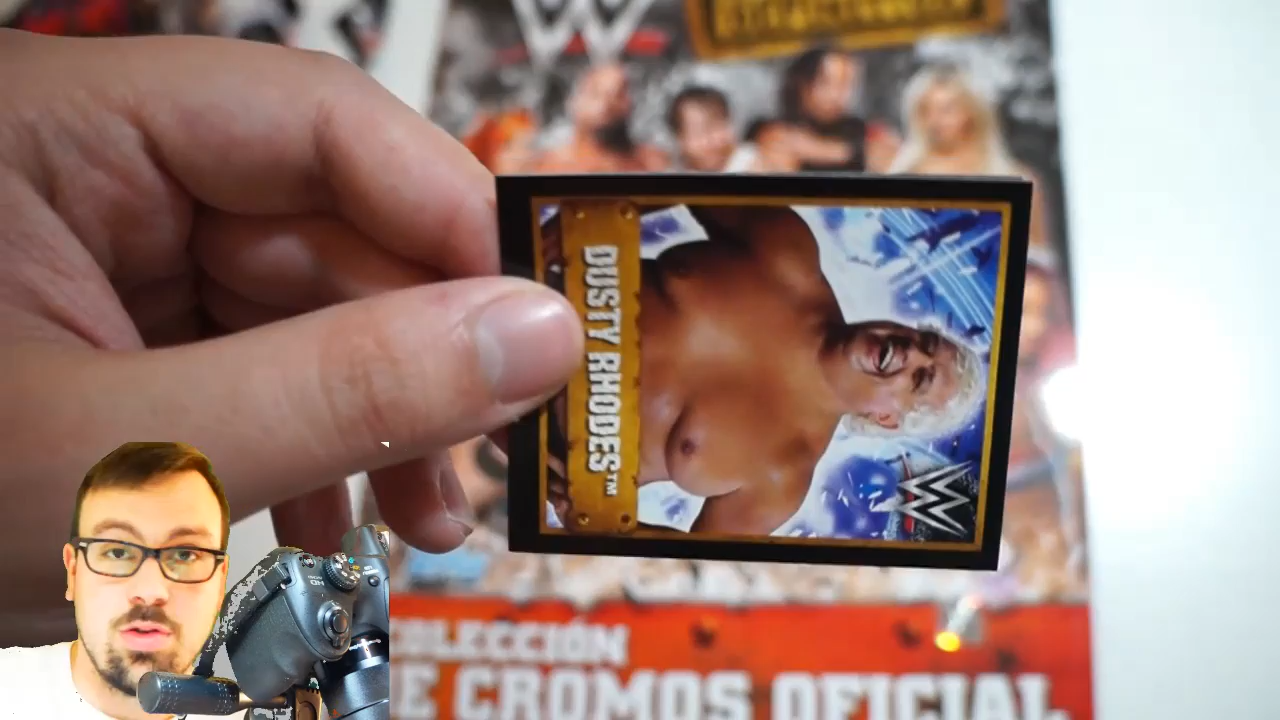 DUSTY RHODES™
COLECCIÓN
DE CROMOS OFICIAL